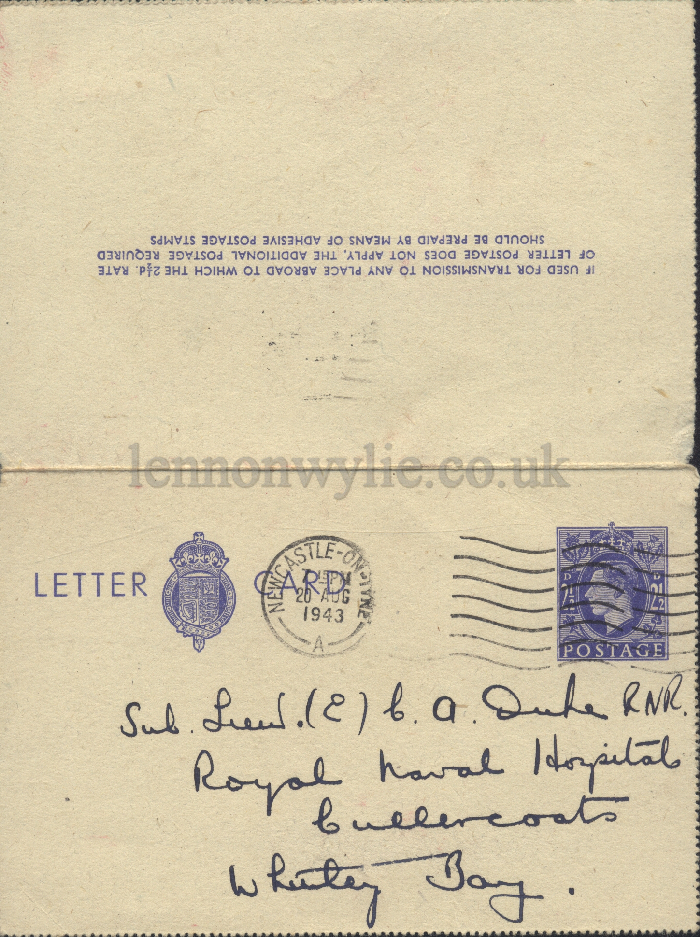 IF USED FOR TRANSMISSION TO ANY PLACE ABROAD TO WHICH THE 2½d. RATE
OF LETTER POSTAGE DOES NOT APPLY, THE ADDITIONAL POSTAGE REQUIRED
SHOULD BE PREPAID BY MEANS OF ADHESIVE POSTAGE STAMPS
lennonwylie.co.uk
LETTER CARD
NEWCASTLE-ON-TYNE
20 AUG
1943
A
POSTAGE
Sub. Lieut. (E) C. A. Duke RNR.
Royal Naval Hospital
Cullercoats
Whitley Bay.